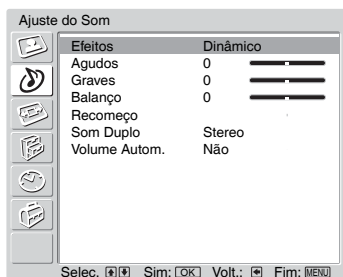 Ajuste do Som
Efeitos Dinâmico
Agudos 0
Graves 0
Balanço 0
Recomeço
Som Duplo Stereo
Volume Autom. Não
Selec. Sim: OK Volt.: Fim: MENU